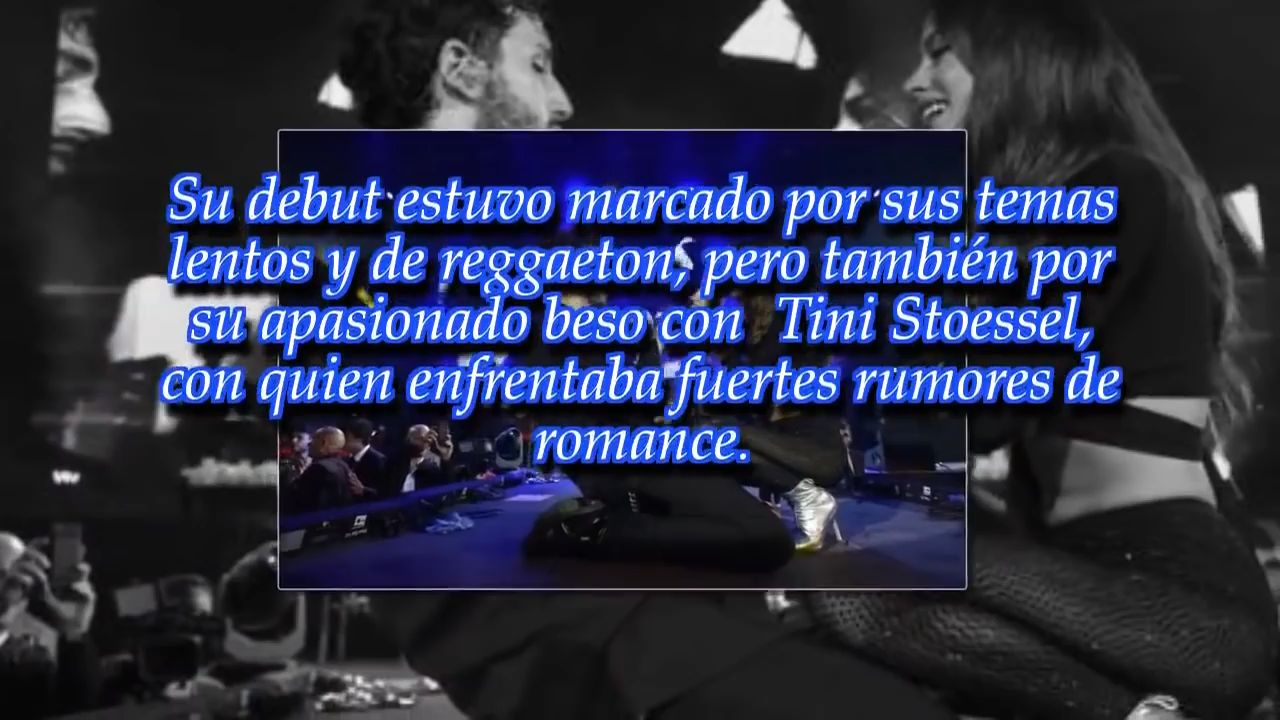 Su debut estuvo marcado por sus temas
lentos y de reggaeton, pero también por
su apasionado beso con Tini Stoessel,
con quien enfrentaba fuertes rumores de
romance.